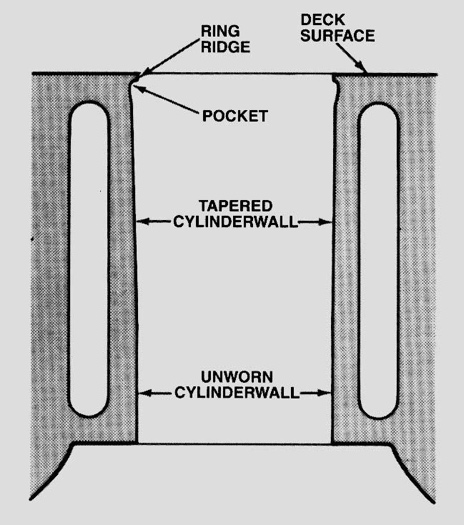 RING
RIDGE
DECK
SURFACE
POCKET
TAPERED
CYLINDERWALL
UNWORN
CYLINDERWALL